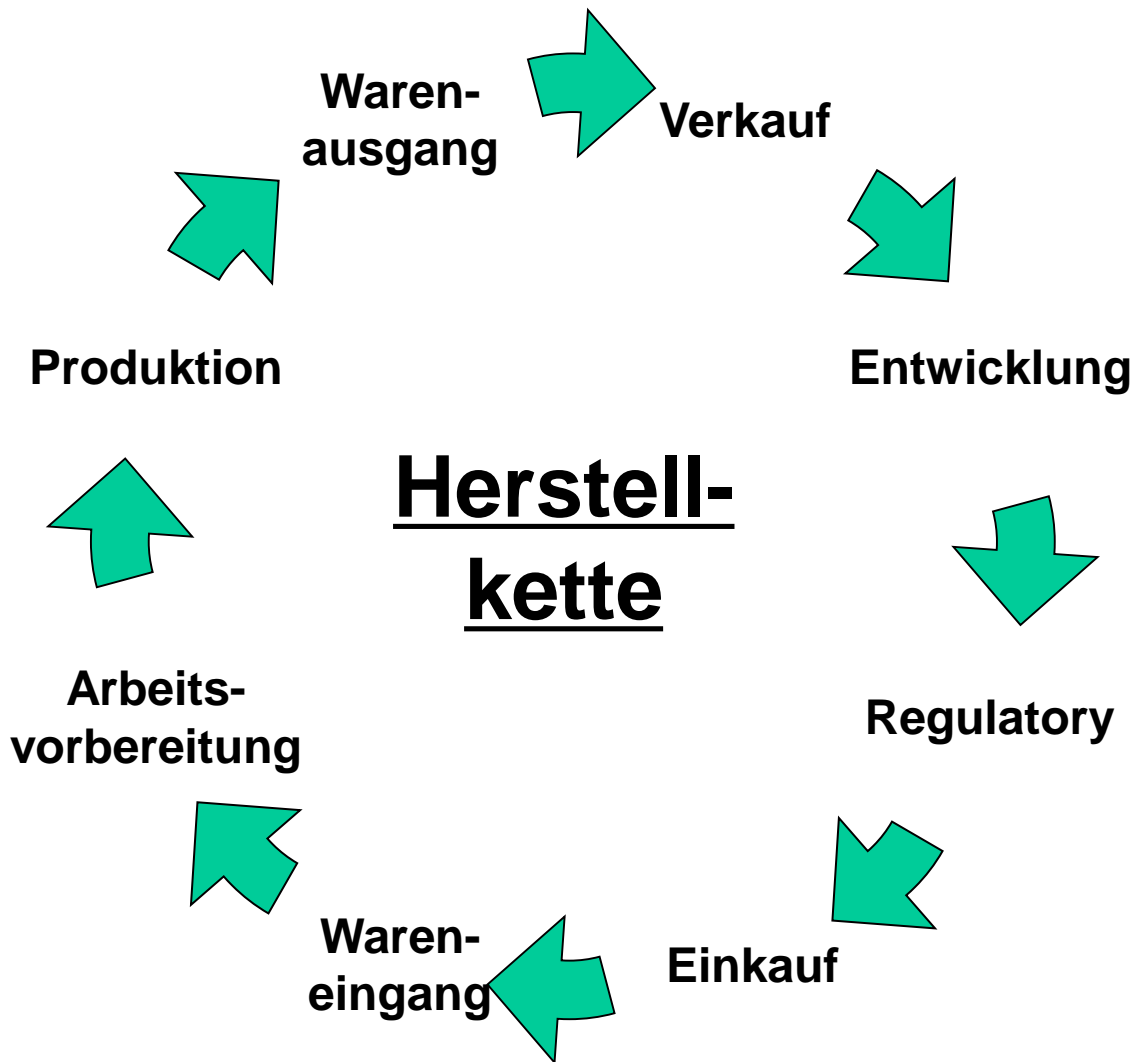 Waren-
ausgang
Verkauf
Produktion
Entwicklung
Herstell-
kette
Arbeits-
vorbereitung
Regulatory
Waren-
eingang
Einkauf